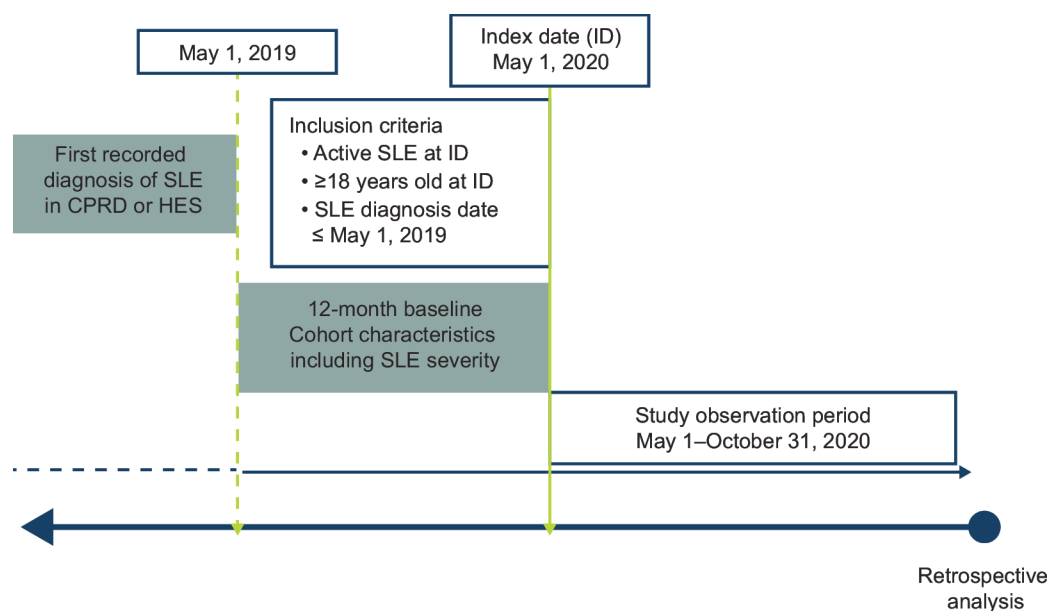 May 1, 2019
Index date (ID)
May 1, 2020
First recorded
diagnosis of SLE
in CPRD or HES
Inclusion criteria
• Active SLE at ID
• ≥18 years old at ID
• SLE diagnosis date
≤ May 1, 2019
12-month baseline
Cohort characteristics
including SLE severity
Study observation period
May 1–October 31, 2020
Retrospective
analysis